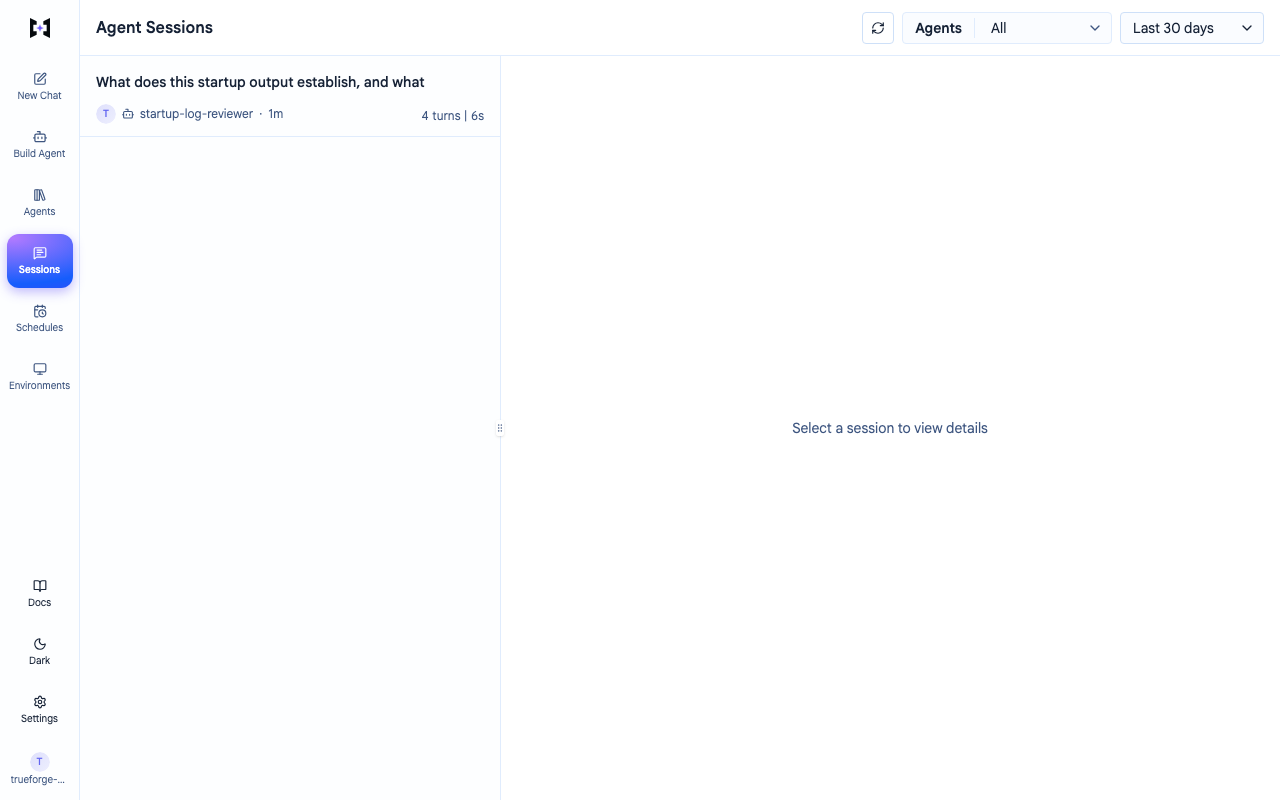 Agent Sessions
Agents
All
Last 30 days
New Chat
Build Agent
Agents
Sessions
Schedules
Environments
Docs
Dark
Settings
T
trueforge-...
What does this startup output establish, and what
T startup-log-reviewer · 1m
4 turns | 6s
Select a session to view details